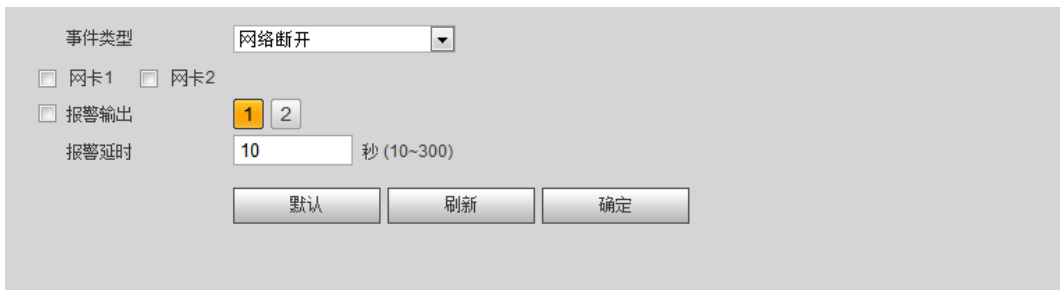 事件类型 网络断开
网卡1 网卡2
报警输出 1 2
报警延时 10 秒 (10~300)
默认 刷新 确定